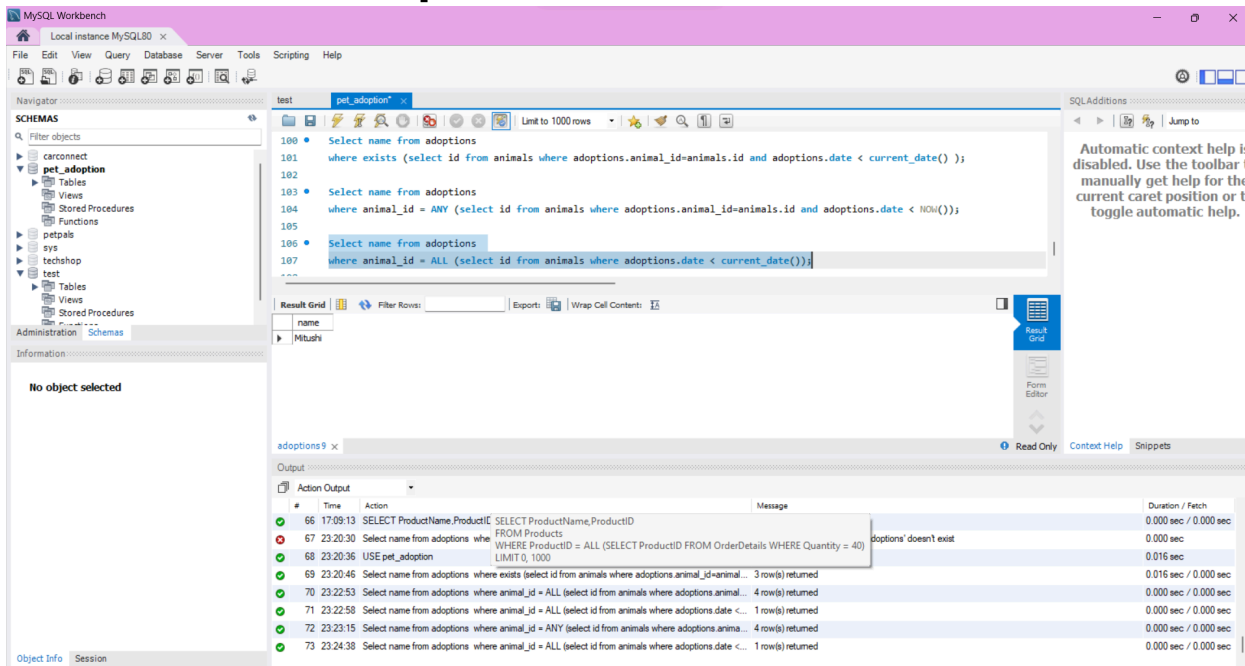 MySQL Workbench
Local instance MySQL80
File Edit View Query Database Server Tools Scripting Help
Navigator
SCHEMAS
Filter objects
carconnect
pet_adoption
Tables
Views
Stored Procedures
Functions
petpals
sys
techshop
test
Tables
Views
Stored Procedures
Administration Schemas
Information
No object selected
Object Info Session
test pet_adoption*
Limit to 1000 rows
100 Select name from adoptions
101 where exists (select id from animals where adoptions.animal_id=animals.id and adoptions.date < current_date() );
102
103 Select name from adoptions
104 where animal_id = ANY (select id from animals where adoptions.animal_id=animals.id and adoptions.date < NOW());
105
106 Select name from adoptions
107 where animal_id = ALL (select id from animals where adoptions.date < current_date());
Result Grid Filter Rows: Export: Wrap Cell Content:
name
Mitushi
Result Grid
Form Editor
adoptions 9 Read Only
Output
Action Output
# Time Action Message Duration / Fetch
66 17:09:13 SELECT ProductName,ProductID 0.000 sec / 0.000 sec
67 23:20:30 Select name from adoptions whe doptions' doesn't exist 0.000 sec
68 23:20:36 USE pet_adoption 0.016 sec
69 23:20:46 Select name from adoptions where exists (select id from animals where adoptions.animal_id=animal... 3 row(s) returned 0.016 sec / 0.000 sec
70 23:22:53 Select name from adoptions where animal_id = ALL (select id from animals where adoptions.animal... 4 row(s) returned 0.000 sec / 0.000 sec
71 23:22:58 Select name from adoptions where animal_id = ALL (select id from animals where adoptions.date <... 1 row(s) returned 0.000 sec / 0.000 sec
72 23:23:15 Select name from adoptions where animal_id = ANY (select id from animals where adoptions.anima... 4 row(s) returned 0.000 sec / 0.000 sec
73 23:24:38 Select name from adoptions where animal_id = ALL (select id from animals where adoptions.date <... 1 row(s) returned 0.000 sec / 0.000 sec
SELECT ProductName,ProductID
FROM Products
WHERE ProductID = ALL (SELECT ProductID FROM OrderDetails WHERE Quantity = 40)
LIMIT 0, 1000
SQLAdditions
Jump to
Automatic context help is
disabled. Use the toolbar
manually get help for the
current caret position or
toggle automatic help.
Context Help Snippets